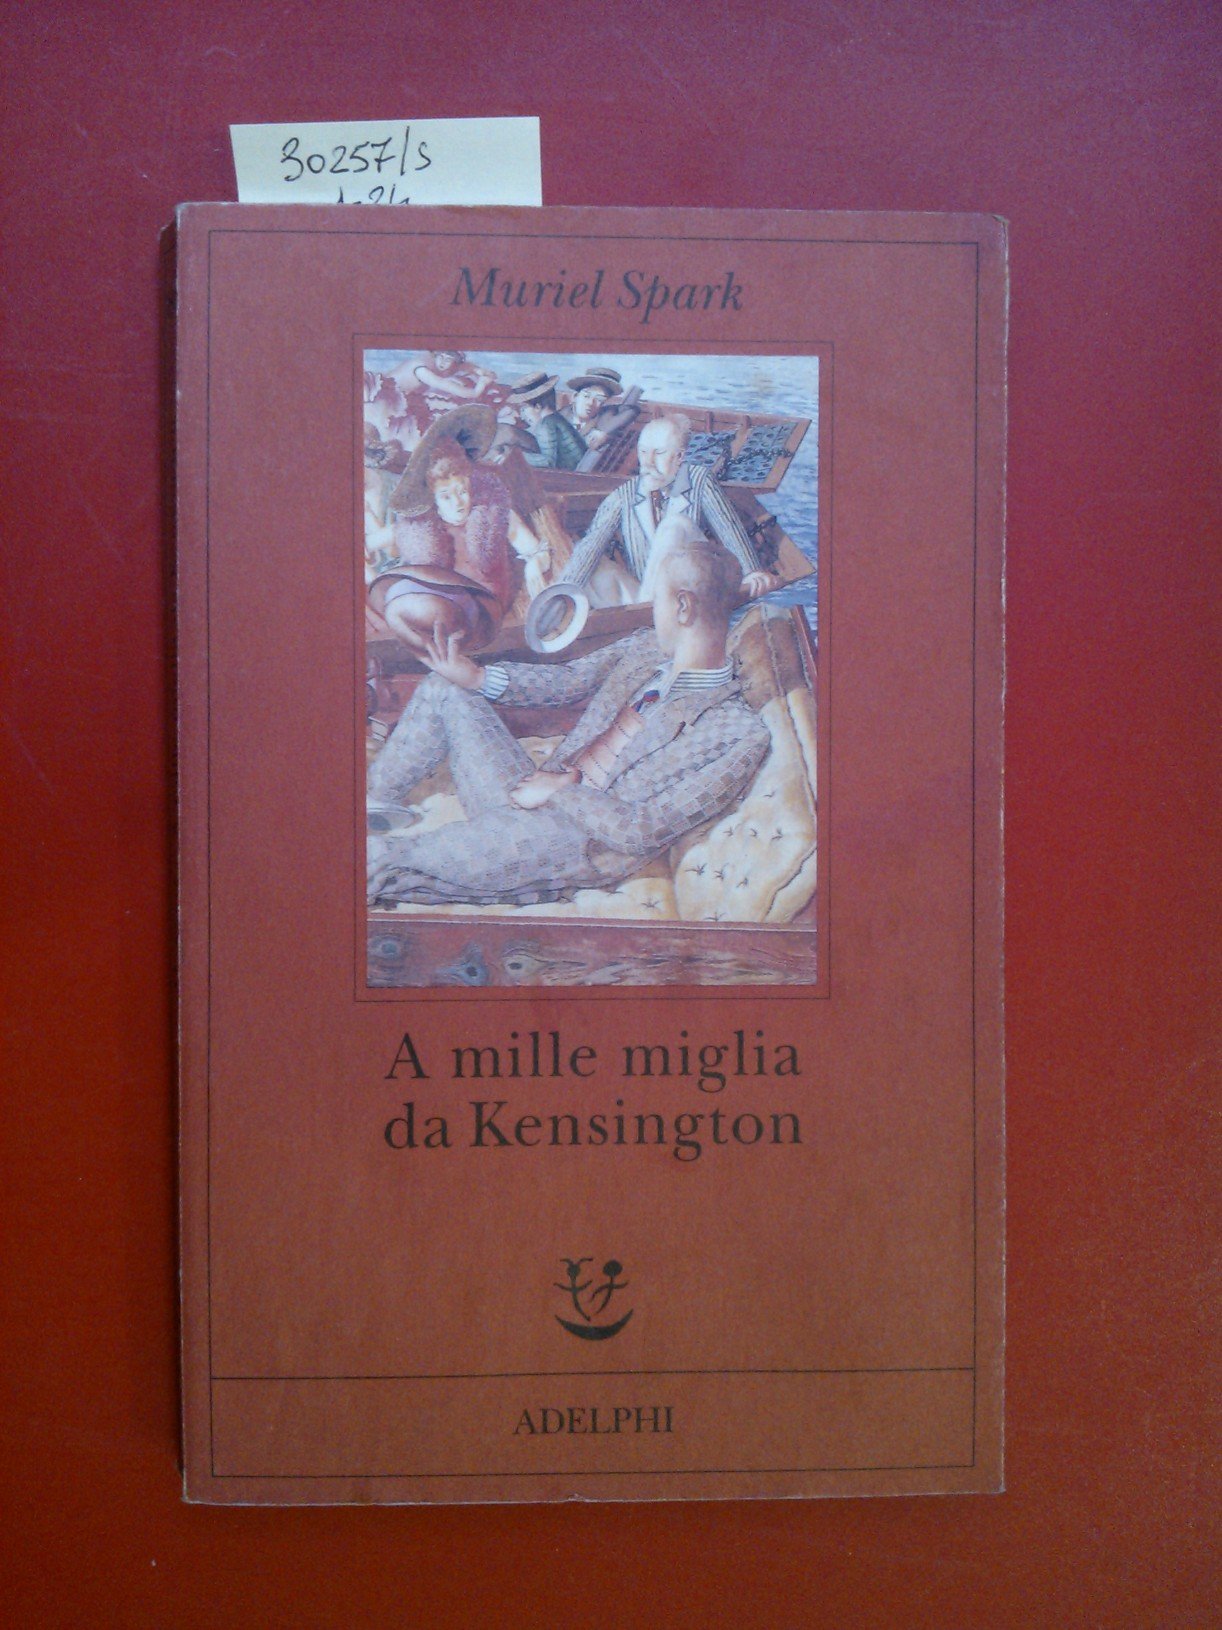 30257/s
Muriel Spark
A mille miglia
da Kensington
ADELPHI